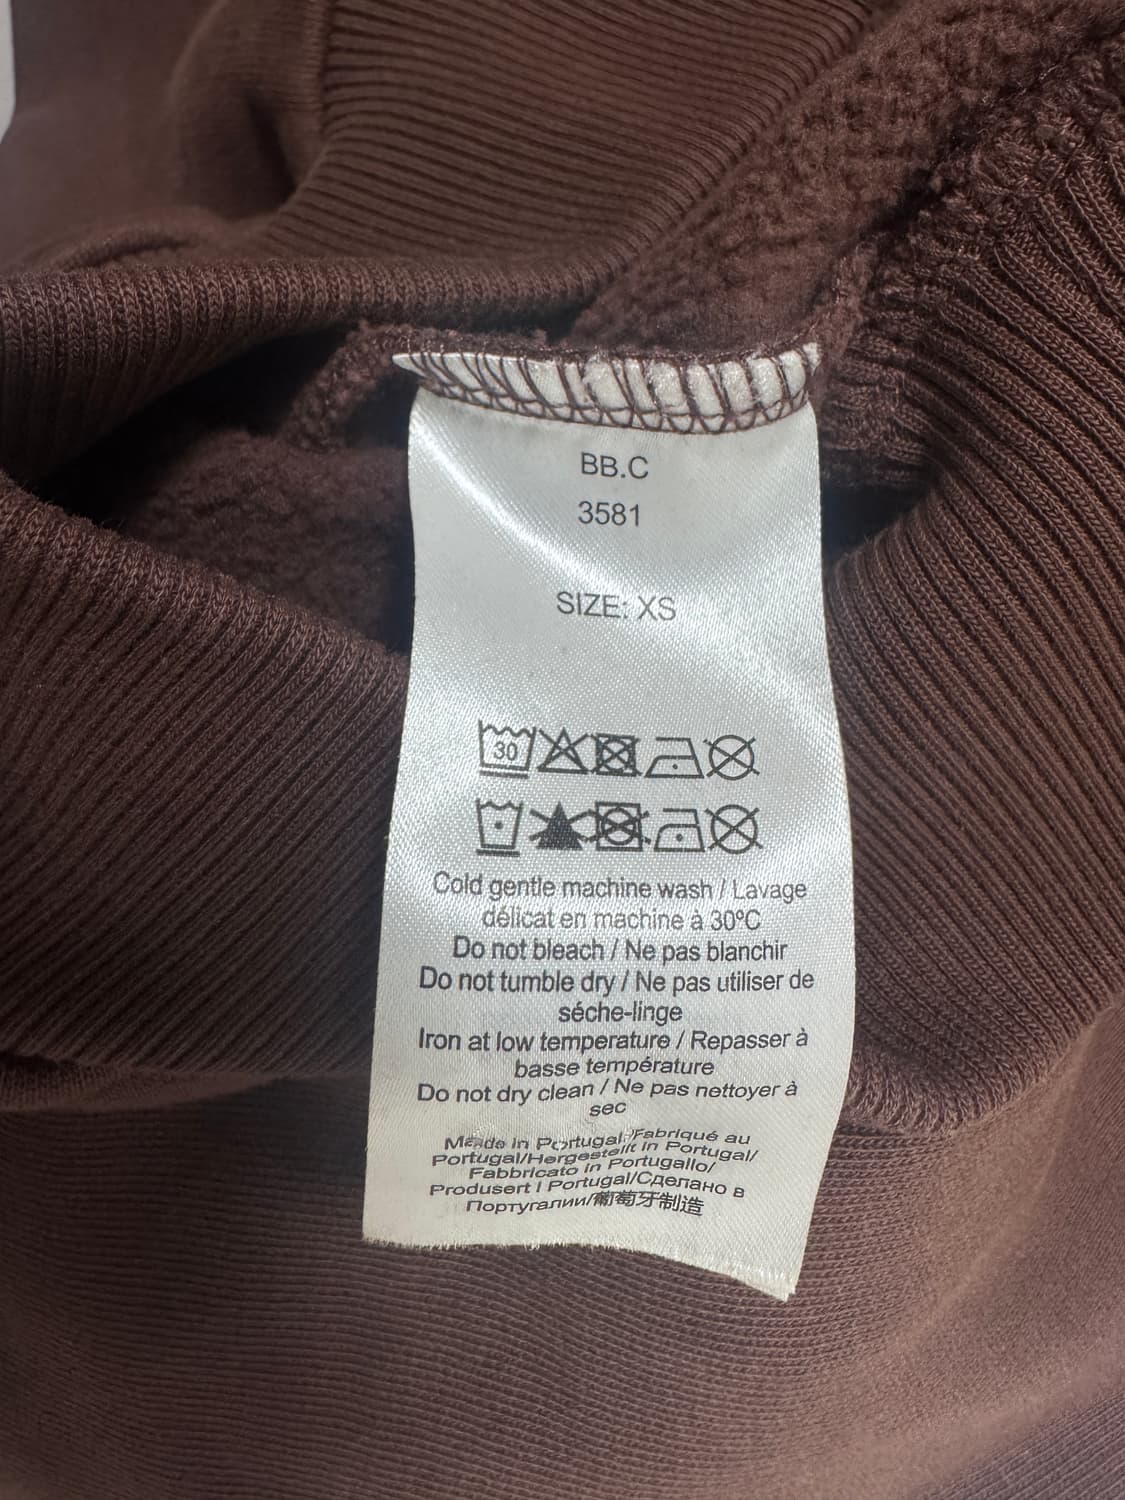 BB.C
3581
SIZE: XS
30
Cold gentle machine wash / Lavage
délicat en machine à 30ºC
Do not bleach / Ne pas blanchir
Do not tumble dry / Ne pas utiliser de
séche-linge
Iron at low temperature / Repasser à
basse température
Do not dry clean / Ne pas nettoyer à
sec
Made in Portugal/Fabriqué au
Portugal/Hergestellt in Portugal/
Fabbricato in Portugallo/
Produsert i Portugal/Сделано в
Португалии/葡萄牙制造